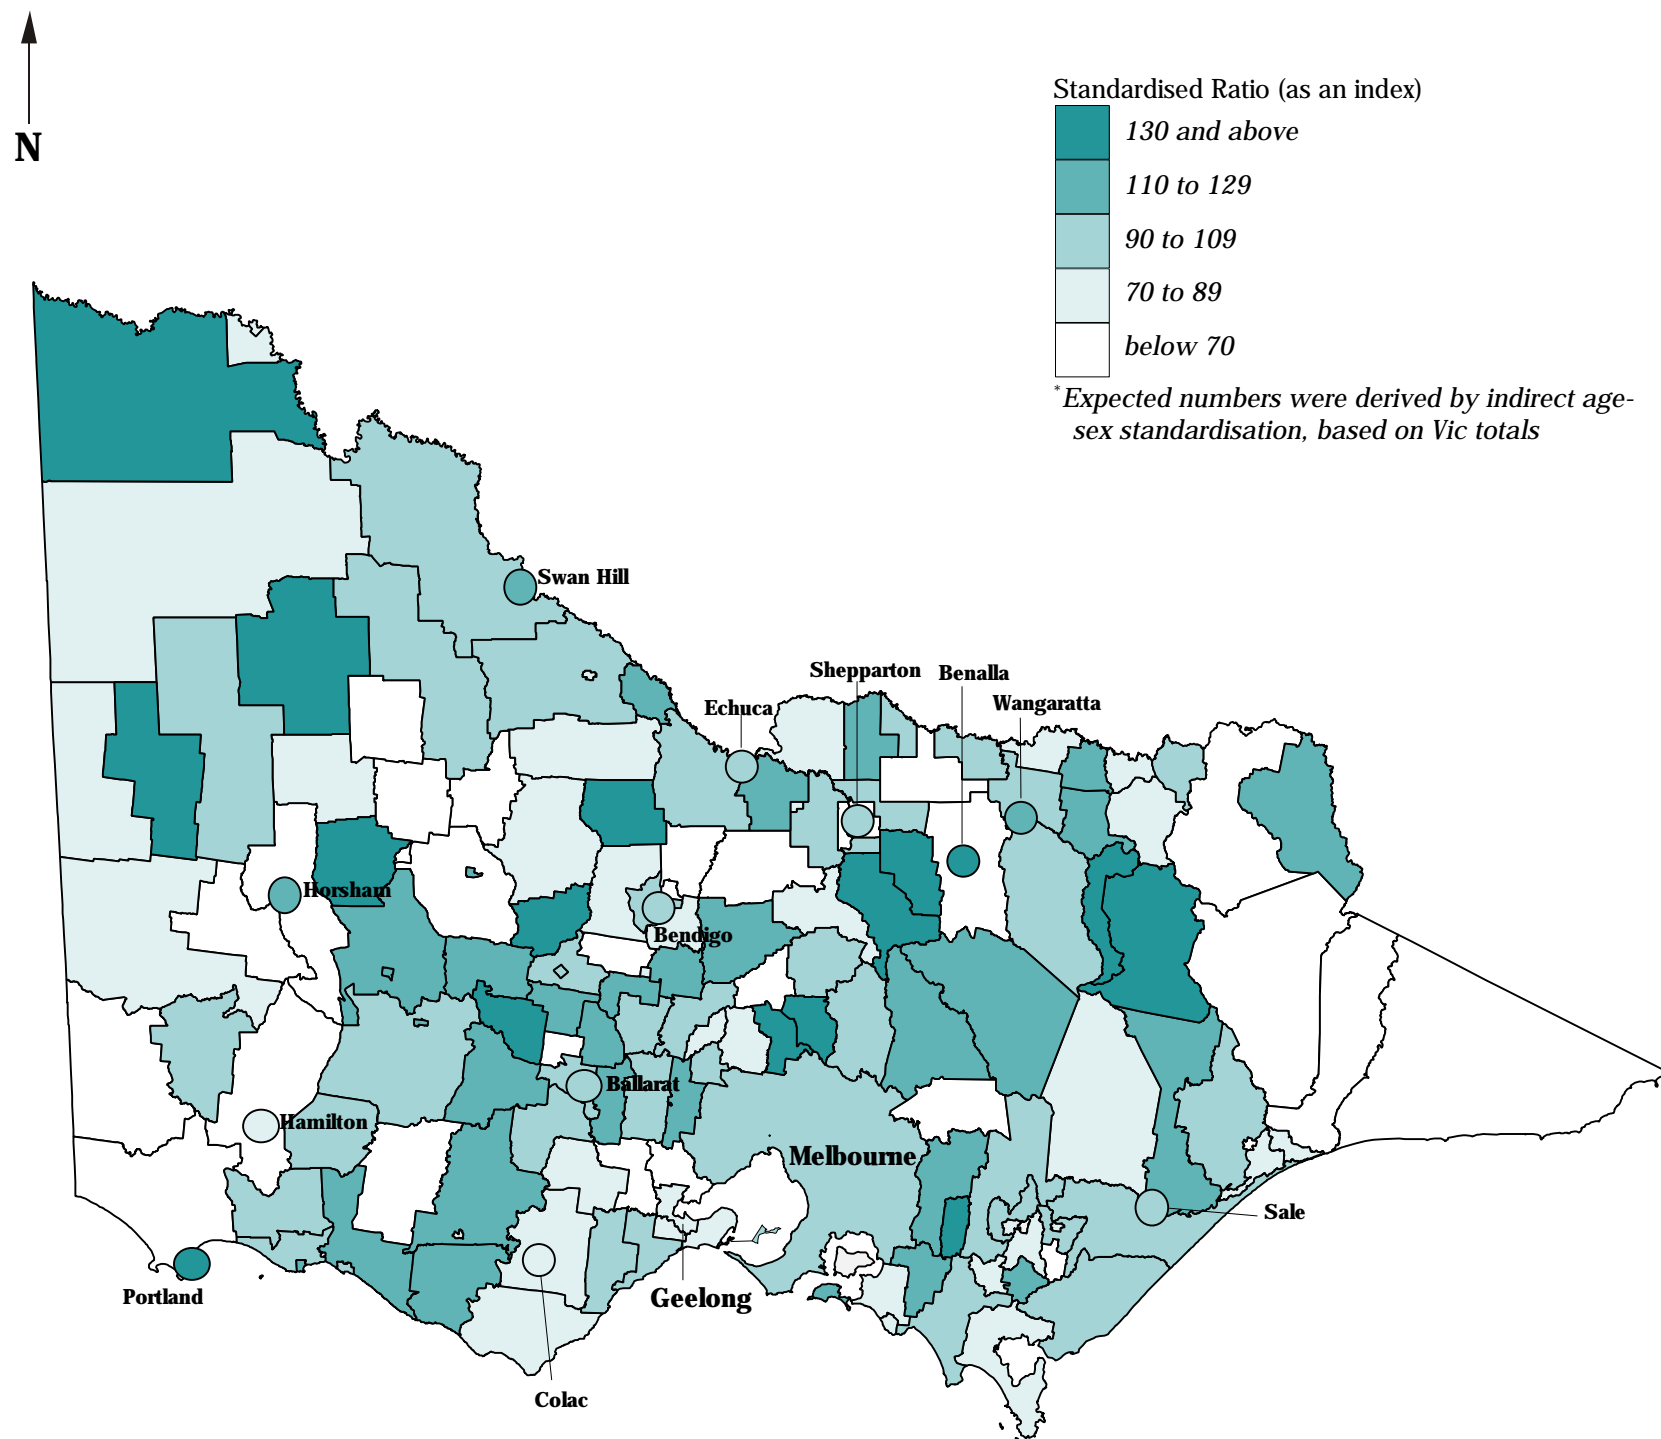 N
Standardised Ratio (as an index)
130 and above
110 to 129
90 to 109
70 to 89
below 70
*Expected numbers were derived by indirect age-
sex standardisation, based on Vic totals
Swan Hill
Shepparton
Benalla
Echuca
Wangaratta
Horsham
Bendigo
Ballarat
Hamilton
Melbourne
Sale
Portland
Geelong
Colac